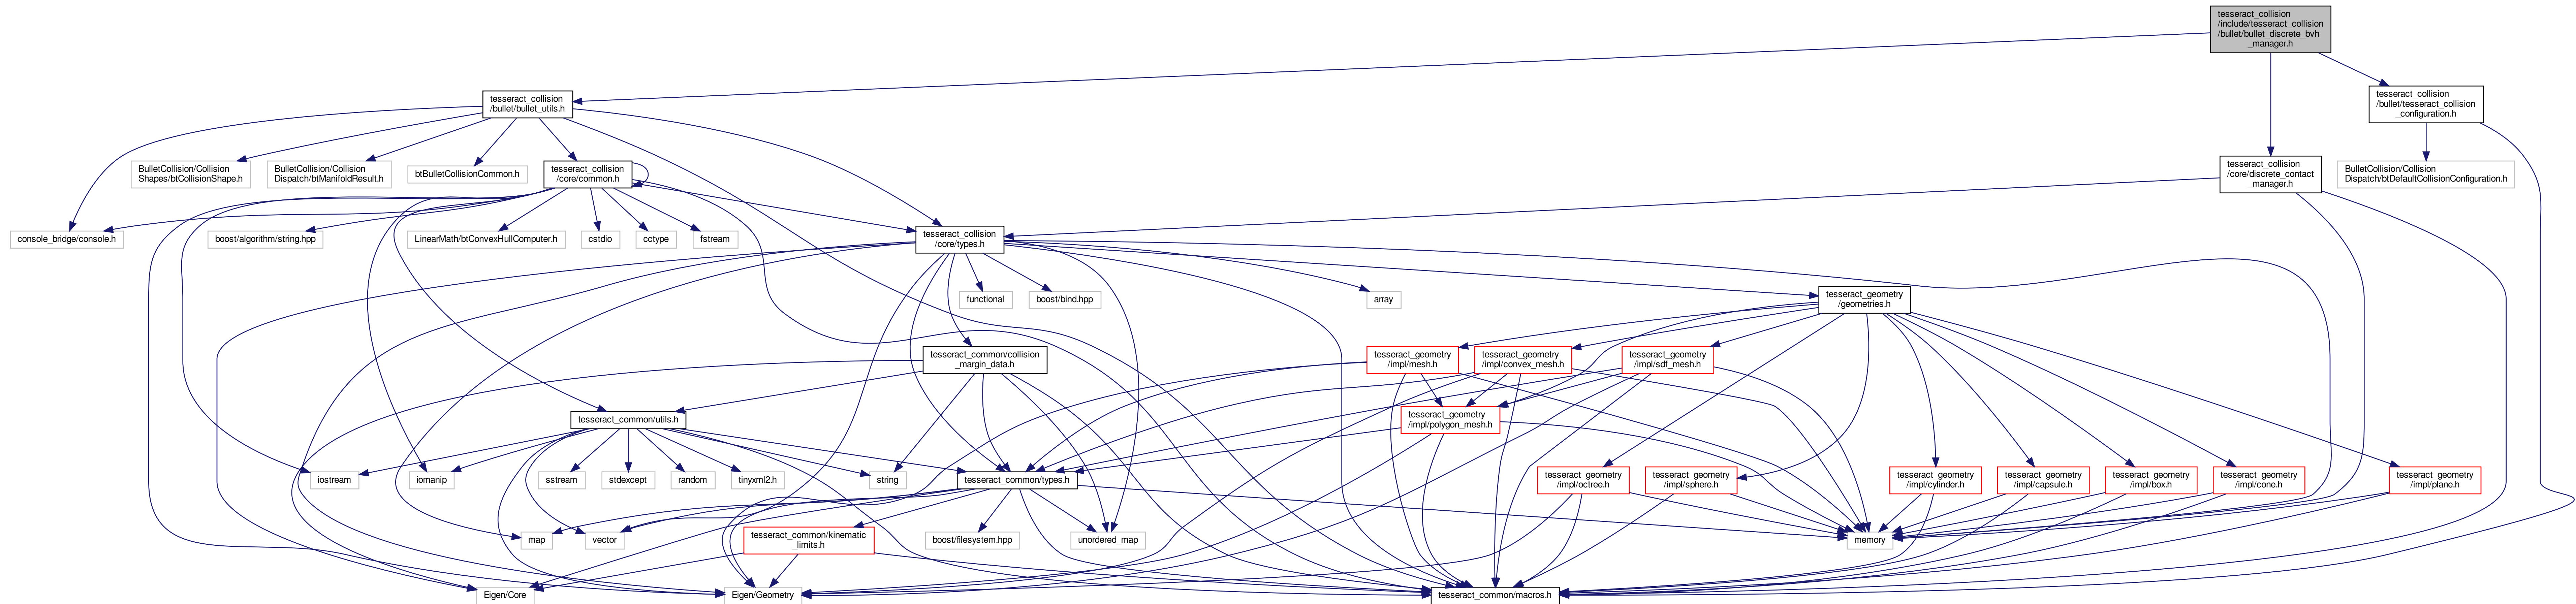 tesseract_collision
/include/tesseract_collision
/bullet/bullet_discrete_bvh
_manager.h
tesseract_collision
/bullet/bullet_utils.h
tesseract_collision
/bullet/tesseract_collision
_configuration.h
BulletCollision/Collision
Shapes/btCollisionShape.h
BulletCollision/Collision
Dispatch/btManifoldResult.h
btBulletCollisionCommon.h
tesseract_collision
/core/common.h
tesseract_collision
/core/discrete_contact
_manager.h
BulletCollision/Collision
Dispatch/btDefaultCollisionConfiguration.h
console_bridge/console.h
boost/algorithm/string.hpp
LinearMath/btConvexHullComputer.h
cstdio
cctype
fstream
tesseract_collision
/core/types.h
functional
boost/bind.hpp
array
tesseract_geometry
/geometries.h
tesseract_common/collision
_margin_data.h
tesseract_geometry
/impl/mesh.h
tesseract_geometry
/impl/convex_mesh.h
tesseract_geometry
/impl/sdf_mesh.h
tesseract_common/utils.h
tesseract_geometry
/impl/polygon_mesh.h
iostream
iomanip
sstream
stdexcept
random
tinyxml2.h
string
tesseract_common/types.h
tesseract_geometry
/impl/octree.h
tesseract_geometry
/impl/sphere.h
tesseract_geometry
/impl/cylinder.h
tesseract_geometry
/impl/capsule.h
tesseract_geometry
/impl/box.h
tesseract_geometry
/impl/cone.h
tesseract_geometry
/impl/plane.h
map
vector
tesseract_common/kinematic
_limits.h
boost/filesystem.hpp
unordered_map
memory
Eigen/Core
Eigen/Geometry
tesseract_common/macros.h